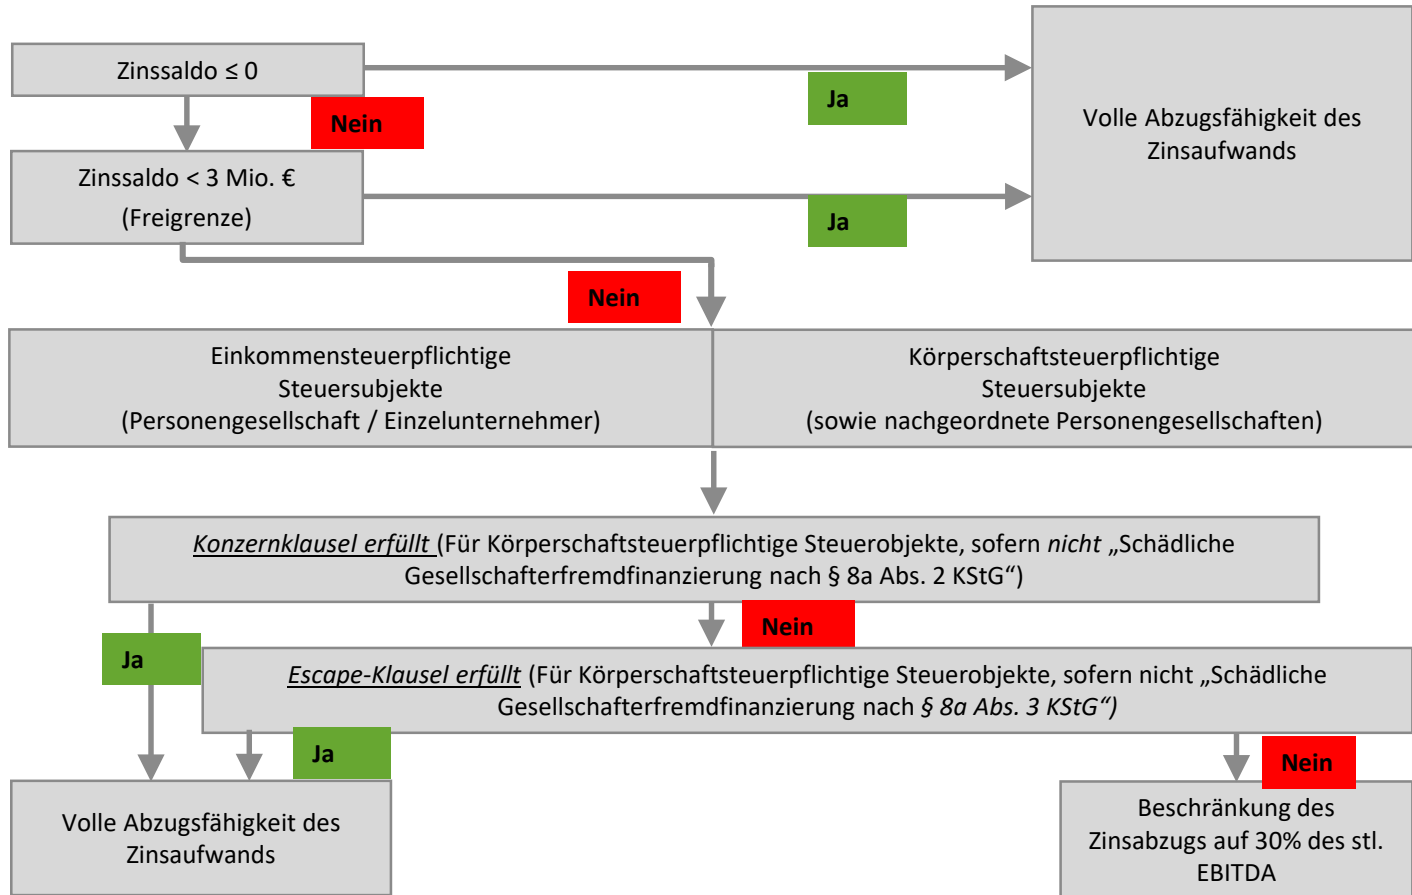 Zinssaldo ≤ 0
Ja
Nein
Volle Abzugsfähigkeit des
Zinsaufwands
Zinssaldo < 3 Mio. €
(Freigrenze)
Ja
Nein
Einkommensteuerpflichtige
Steuersubjekte
(Personengesellschaft / Einzelunternehmer)
Körperschaftsteuerpflichtige
Steuersubjekte
(sowie nachgeordnete Personengesellschaften)
Konzernklausel erfüllt (Für Körperschaftsteuerpflichtige Steuerobjekte, sofern nicht „Schädliche
Gesellschafterfremdfinanzierung nach § 8a Abs. 2 KStG“)
Nein
Ja
Escape-Klausel erfüllt (Für Körperschaftsteuerpflichtige Steuerobjekte, sofern nicht „Schädliche
Gesellschafterfremdfinanzierung nach § 8a Abs. 3 KStG“)
Ja
Nein
Volle Abzugsfähigkeit des
Zinsaufwands
Beschränkung des
Zinsabzugs auf 30% des stl.
EBITDA